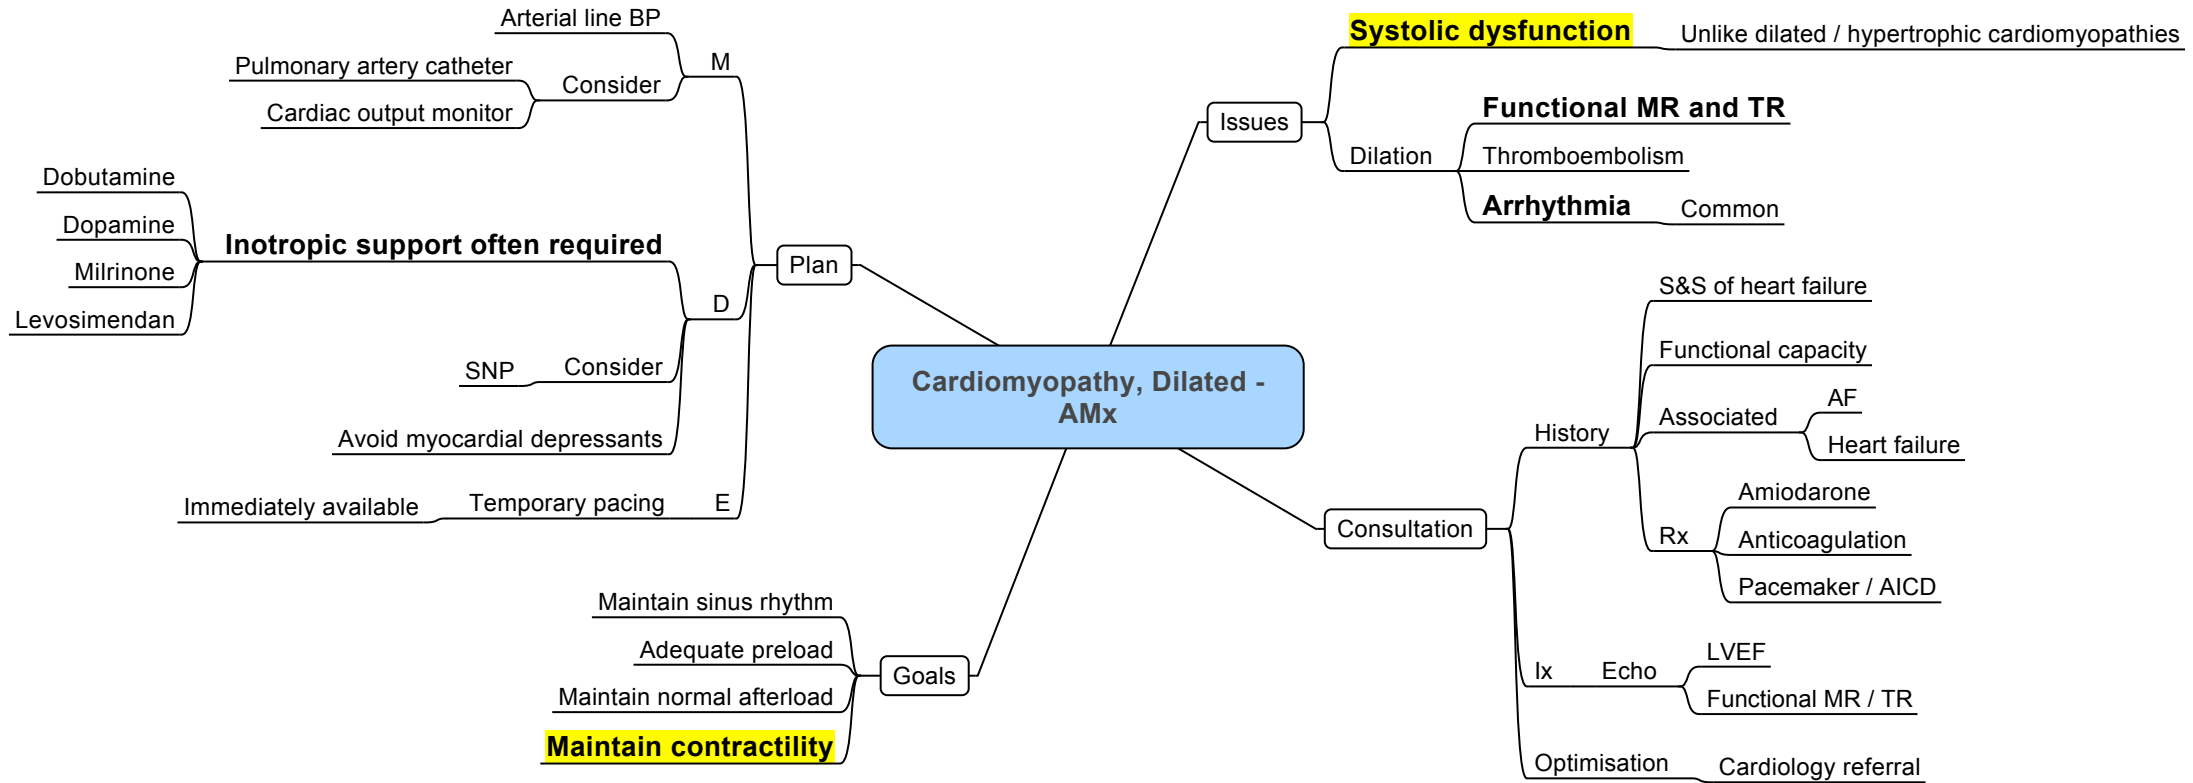 Cardiomyopathy, Dilated -
AMx
Issues
Systolic dysfunction
Unlike dilated / hypertrophic cardiomyopathies
Dilation
Functional MR and TR
Thromboembolism
Arrhythmia
Common
Consultation
History
S&S of heart failure
Functional capacity
Associated
AF
Heart failure
Rx
Amiodarone
Anticoagulation
Pacemaker / AICD
Ix
Echo
LVEF
Functional MR / TR
Optimisation
Cardiology referral
Plan
M
Arterial line BP
Consider
Pulmonary artery catheter
Cardiac output monitor
D
Inotropic support often required
Dobutamine
Dopamine
Milrinone
Levosimendan
Consider
SNP
Avoid myocardial depressants
E
Temporary pacing
Immediately available
Goals
Maintain sinus rhythm
Adequate preload
Maintain normal afterload
Maintain contractility